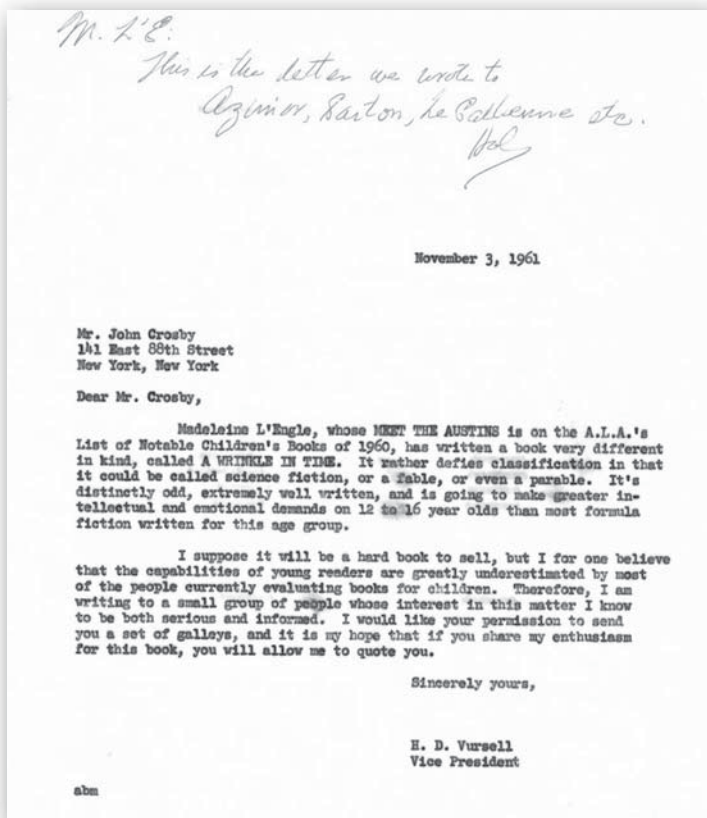 M. L'E:
This is the letter we wrote to
Azimov, Barton, Le Gallienne etc.
Hal
November 3, 1961
Mr. John Crosby
141 East 88th Street
New York, New York
Dear Mr. Crosby,
Madeleine L'Engle, whose MEET THE AUSTINS is on the A.L.A.'s
List of Notable Children's Books of 1960, has written a book very different
in kind, called A WRINKLE IN TIME. It rather defies classification in that
it could be called science fiction, or a fable, or even a parable. It's
distinctly odd, extremely well written, and is going to make greater in-
tellectual and emotional demands on 12 to 16 year olds than most formula
fiction written for this age group.
I suppose it will be a hard book to sell, but I for one believe
that the capabilities of young readers are greatly underestimated by most
of the people currently evaluating books for children. Therefore, I am
writing to a small group of people whose interest in this matter I know
to be both serious and informed. I would like your permission to send
you a set of galleys, and it is my hope that if you share my enthusiasm
for this book, you will allow me to quote you.
Sincerely yours,
H. D. Vursell
Vice President
abm